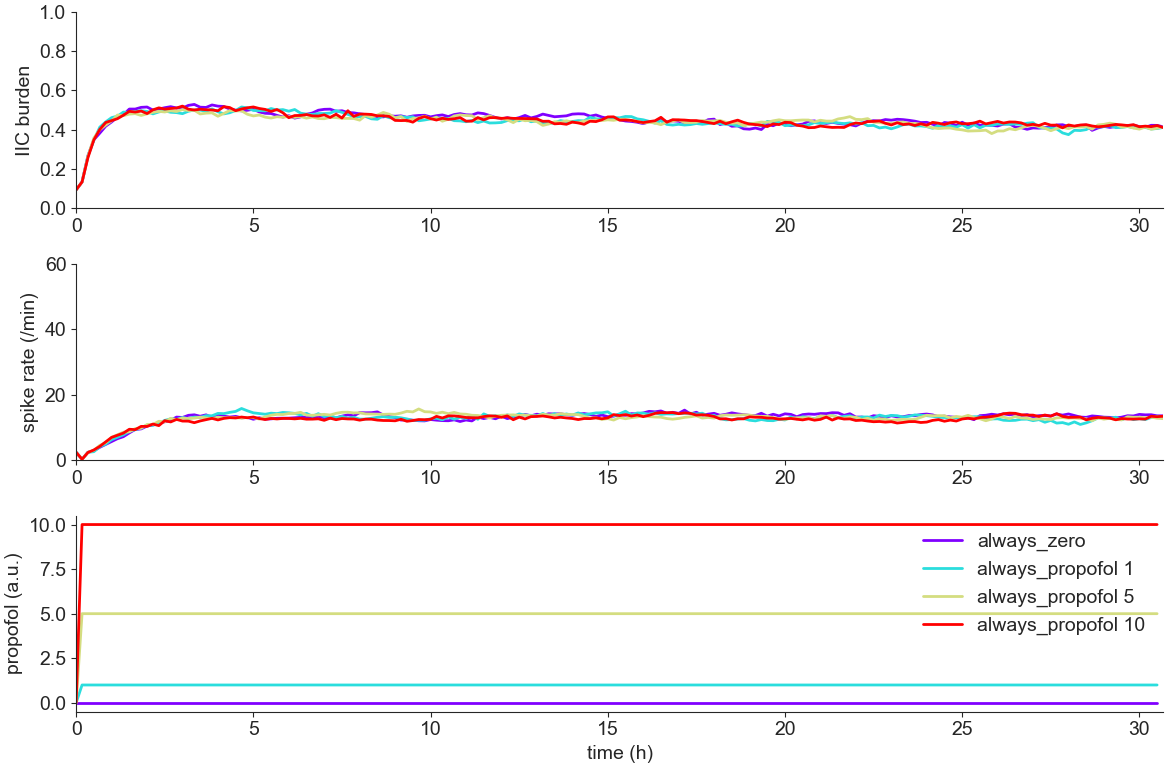 1.0
0.8
0.6
0.4
0.2
0.0
IIC burden
0 5 10 15 20 25 30
60
40
20
0
spike rate (/min)
0 5 10 15 20 25 30
10.0
7.5
5.0
2.5
0.0
propofol (a.u.)
always_zero
always_propofol 1
always_propofol 5
always_propofol 10
0 5 10 15 20 25 30
time (h)